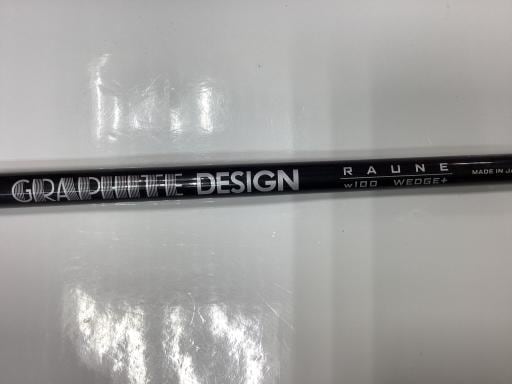 GRAPHITE DESIGN
RAUNE
w100 WEDGE+
MADE IN JA